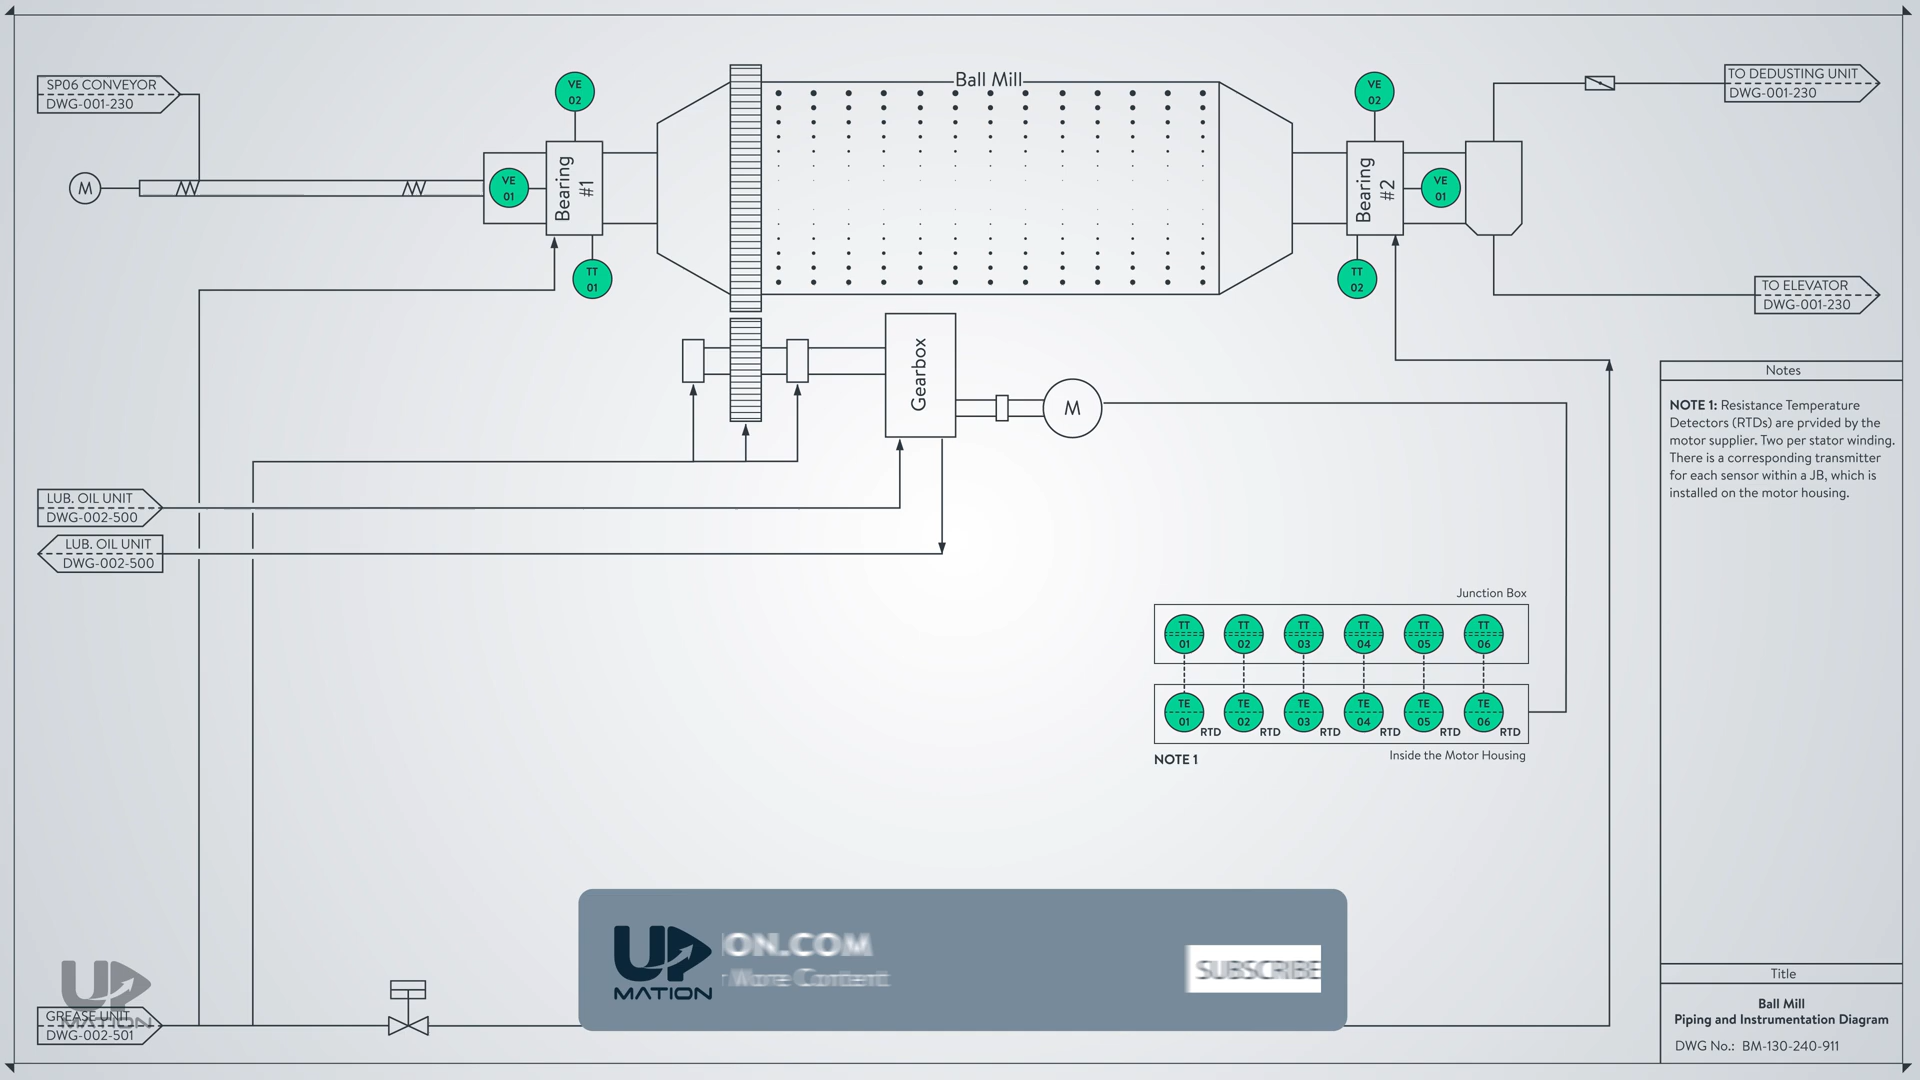 SP06 CONVEYOR
DWG-001-230
M
VE
02
VE
01
Bearing
#1
TT
01
Ball Mill
VE
02
Bearing
#2
VE
01
TT
02
TO DEDUSTING UNIT
DWG-001-230
TO ELEVATOR
DWG-001-230
Gearbox
M
LUB. OIL UNIT
DWG-002-500
LUB. OIL UNIT
DWG-002-500
Notes
NOTE 1: Resistance Temperature
Detectors (RTDs) are prvided by the
motor supplier. Two per stator winding.
There is a corresponding transmitter
for each sensor within a JB, which is
installed on the motor housing.
Junction Box
TT TT TT TT TT TT
01 02 03 04 05 06
TE TE TE TE TE TE
01 02 03 04 05 06
RTD RTD RTD RTD RTD RTD
NOTE 1
Inside the Motor Housing
UP
MATION
ION.COM
More Content
SUBSCRIBE
UP
MATION
GREASE UNIT
DWG-002-501
Title
Ball Mill
Piping and Instrumentation Diagram
DWG No.: BM-130-240-911